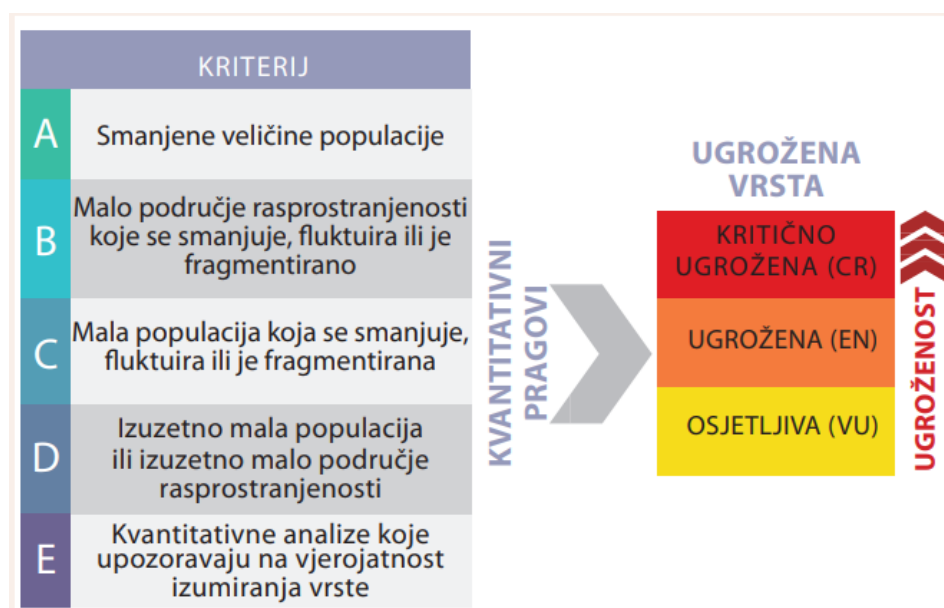 KRITERIJ
A
Smanjene veličine populacije
B
Malo područje rasprostranjenosti
koje se smanjuje, fluktuira ili je
fragmentirano
C
Mala populacija koja se smanjuje,
fluktuira ili je fragmentirana
D
Izuzetno mala populacija
ili izuzetno malo područje
rasprostranjenosti
E
Kvantitativne analize koje
upozoravaju na vjerojatnost
izumiranja vrste
KVANTITATIVNI
PRAGOVI
UGROŽENA
VRSTA
KRITIČNO
UGROŽENA (CR)
UGROŽENA (EN)
OSJETLJIVA (VU)
UGROŽENOST